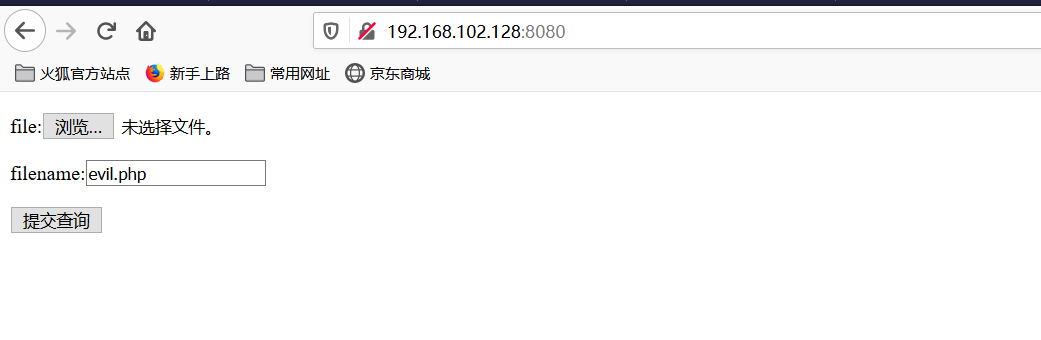 192.168.102.128:8080
火狐官方站点 新手上路 常用网址 京东商城
file: 浏览... 未选择文件。
filename: evil.php
提交查询